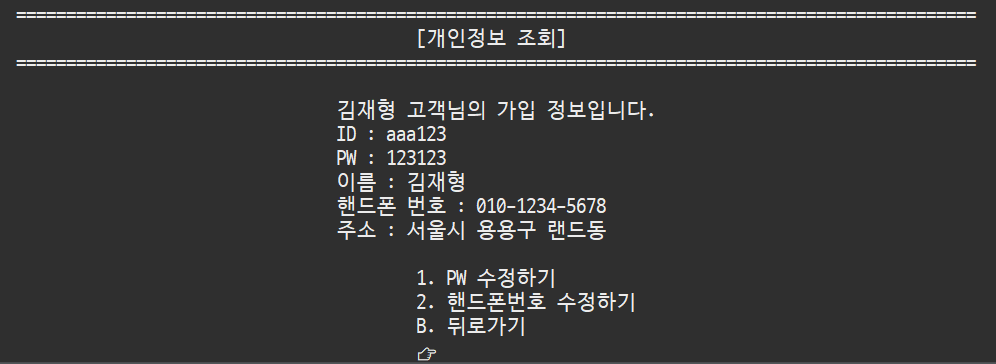 ================================================================================================
[개인정보 조회]
================================================================================================
김재형 고객님의 가입 정보입니다.
ID : aaa123
PW : 123123
이름 : 김재형
핸드폰 번호 : 010-1234-5678
주소 : 서울시 용용구 랜드동
1. PW 수정하기
2. 핸드폰번호 수정하기
B. 뒤로가기
☞